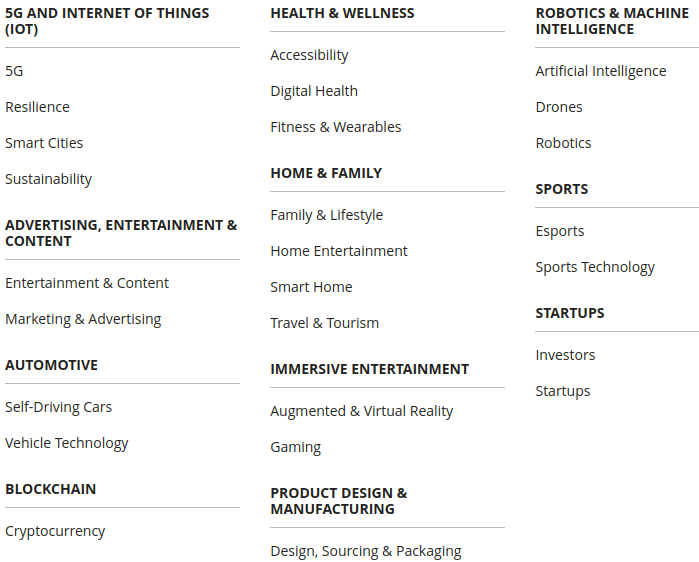 5G AND INTERNET OF THINGS
(IOT)
5G
Resilience
Smart Cities
Sustainability
ADVERTISING, ENTERTAINMENT &
CONTENT
Entertainment & Content
Marketing & Advertising
AUTOMOTIVE
Self-Driving Cars
Vehicle Technology
BLOCKCHAIN
Cryptocurrency
HEALTH & WELLNESS
Accessibility
Digital Health
Fitness & Wearables
HOME & FAMILY
Family & Lifestyle
Home Entertainment
Smart Home
Travel & Tourism
IMMERSIVE ENTERTAINMENT
Augmented & Virtual Reality
Gaming
PRODUCT DESIGN &
MANUFACTURING
Design, Sourcing & Packaging
ROBOTICS & MACHINE
INTELLIGENCE
Artificial Intelligence
Drones
Robotics
SPORTS
Esports
Sports Technology
STARTUPS
Investors
Startups